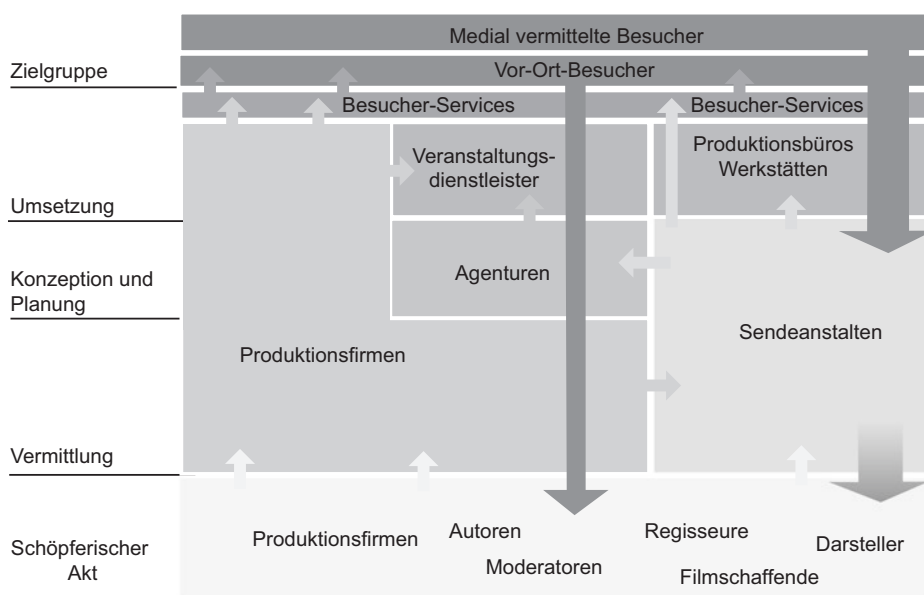 Medial vermittelte Besucher
Zielgruppe
Vor-Ort-Besucher
Besucher-Services
Besucher-Services
Veranstaltungs-
dienstleister
Produktionsbüros
Werkstätten
Umsetzung
Konzeption und
Planung
Agenturen
Sendeanstalten
Produktionsfirmen
Vermittlung
Schöpferischer
Akt
Produktionsfirmen
Autoren
Moderatoren
Regisseure
Filmschaffende
Darsteller